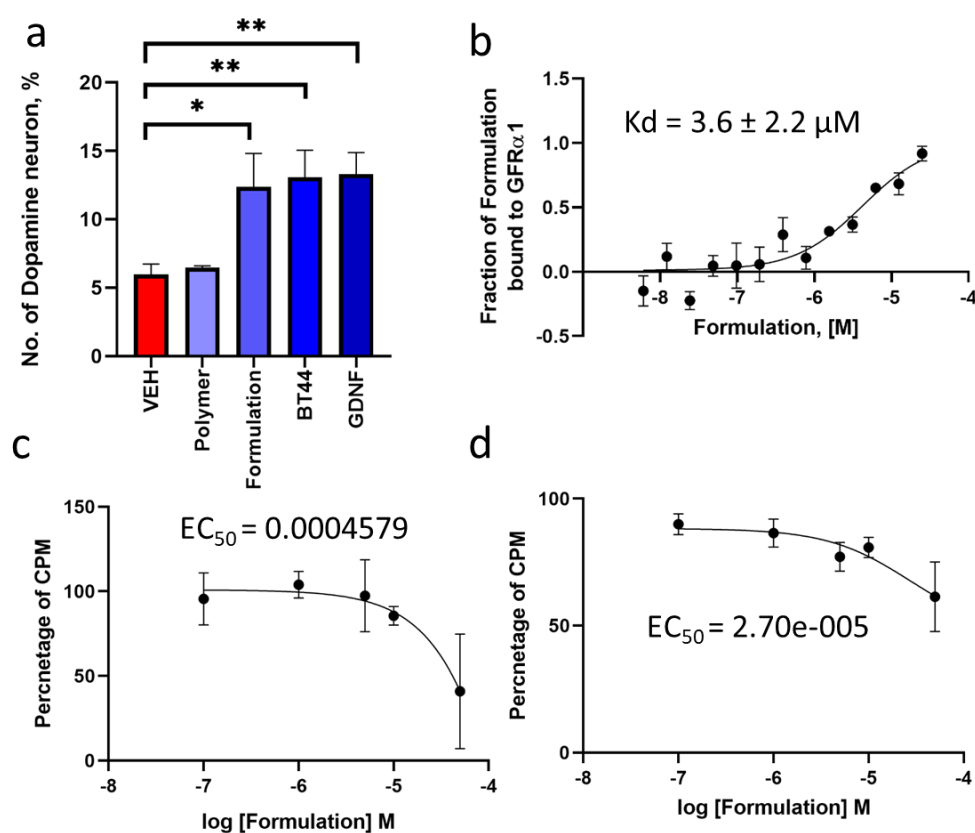 a
**
**
*
No. of Dopamine neuron, %
20
15
10
5
0
VEH
Polymer
Formulation
BT44
GDNF
b
Fraction of Formulation
bound to GFRα1
Kd = 3.6 ± 2.2 µM
1.5
1.0
0.5
0.0
-0.5
-8
-7
-6
-5
-4
Formulation, [M]
c
Percnetage of CPM
150
100
50
0
EC50 = 0.0004579
-8
-7
-6
-5
-4
log [Formulation] M
d
Percnetage of CPM
100
50
0
EC50 = 2.70e-005
-8
-7
-6
-5
-4
log [Formulation] M